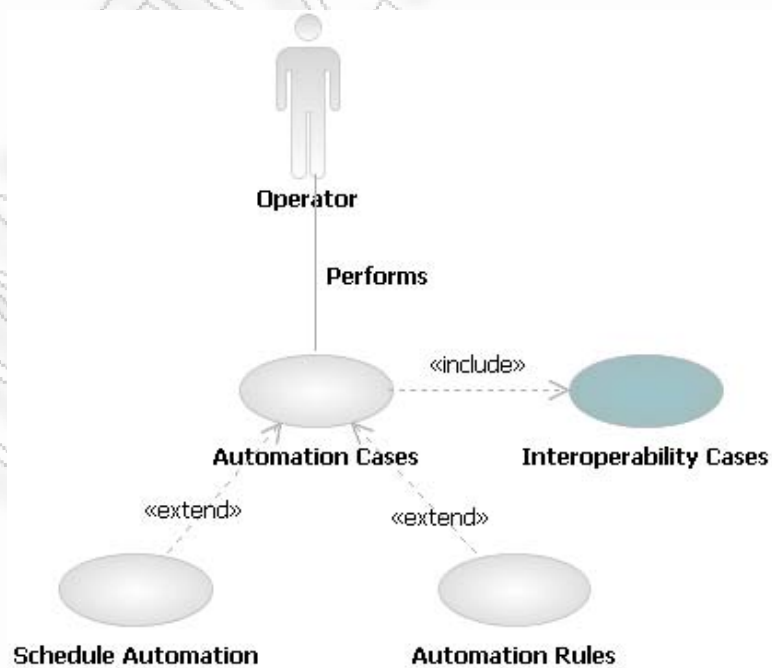 Operator
Performs
«include»
Automation Cases
Interoperability Cases
«extend»
«extend»
Schedule Automation
Automation Rules